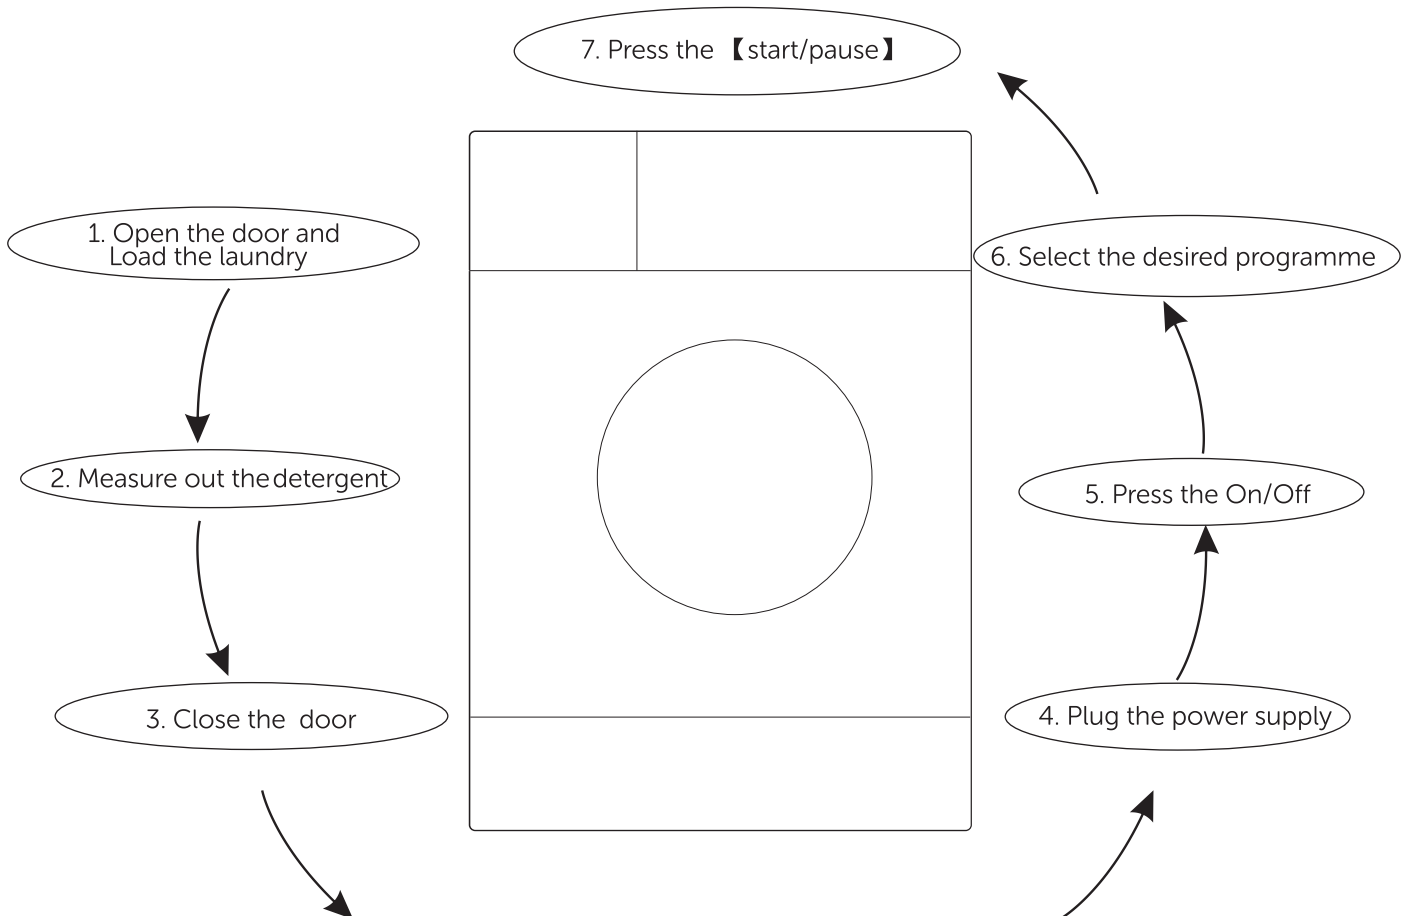 1. Open the door and
Load the laundry
2. Measure out the detergent
3. Close the door
4. Plug the power supply
5. Press the On/Off
6. Select the desired programme
7. Press the 【start/pause】